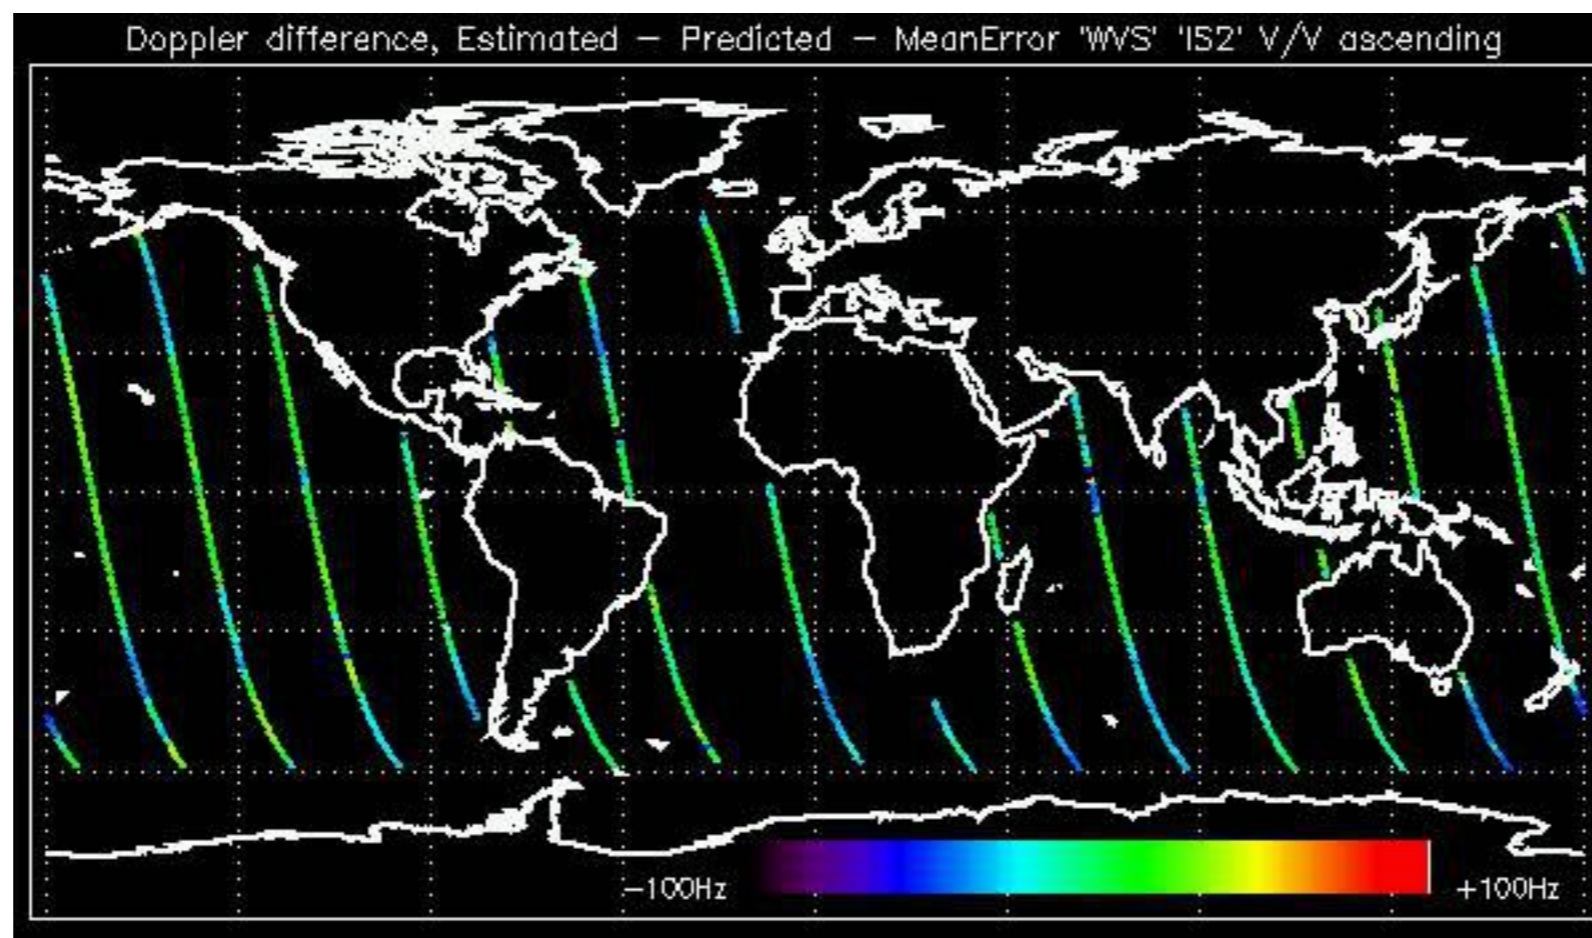 Doppler difference, Estimated – Predicted – MeanError 'WVS' 'IS2' V/V ascending
–100Hz
+100Hz